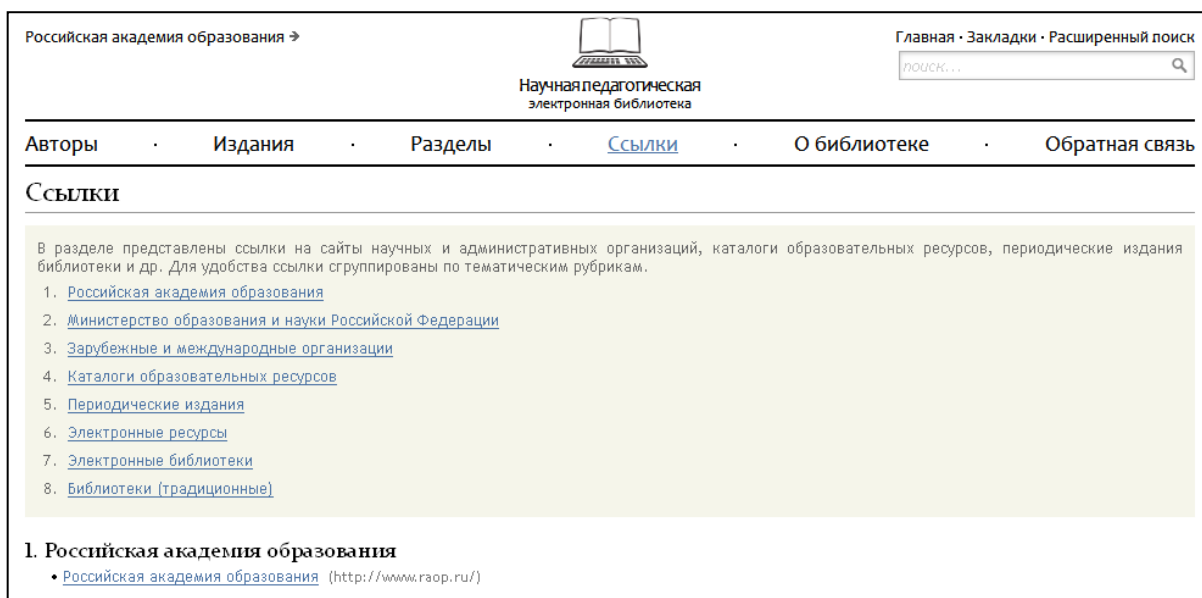 Российская академия образования →
Главная · Закладки · Расширенный поиск
поиск...
Научная педагогическая
электронная библиотека
Авторы · Издания · Разделы · Ссылки · О библиотеке · Обратная связь
Ссылки
В разделе представлены ссылки на сайты научных и административных организаций, каталоги образовательных ресурсов, периодические издания
библиотеки и др. Для удобства ссылки сгруппированы по тематическим рубрикам.
1. Российская академия образования
2. Министерство образования и науки Российской Федерации
3. Зарубежные и международные организации
4. Каталоги образовательных ресурсов
5. Периодические издания
6. Электронные ресурсы
7. Электронные библиотеки
8. Библиотеки (традиционные)
1. Российская академия образования
• Российская академия образования (http://www.raop.ru/)